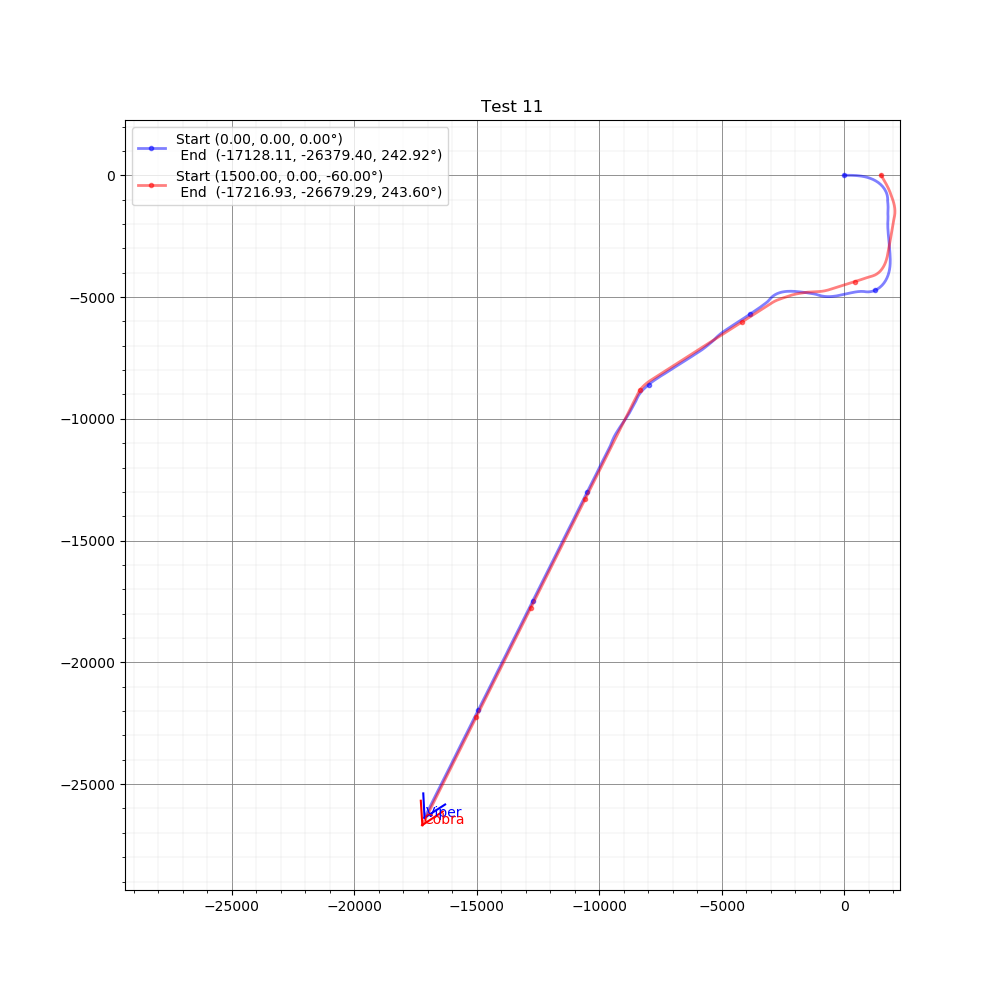 Test 11
Start (0.00, 0.00, 0.00°)
End (-17128.11, -26379.40, 242.92°)
Start (1500.00, 0.00, -60.00°)
End (-17216.93, -26679.29, 243.60°)
0
−5000
−10000
−15000
−20000
−25000
Viper
Cobra
−25000
−20000
−15000
−10000
−5000
0